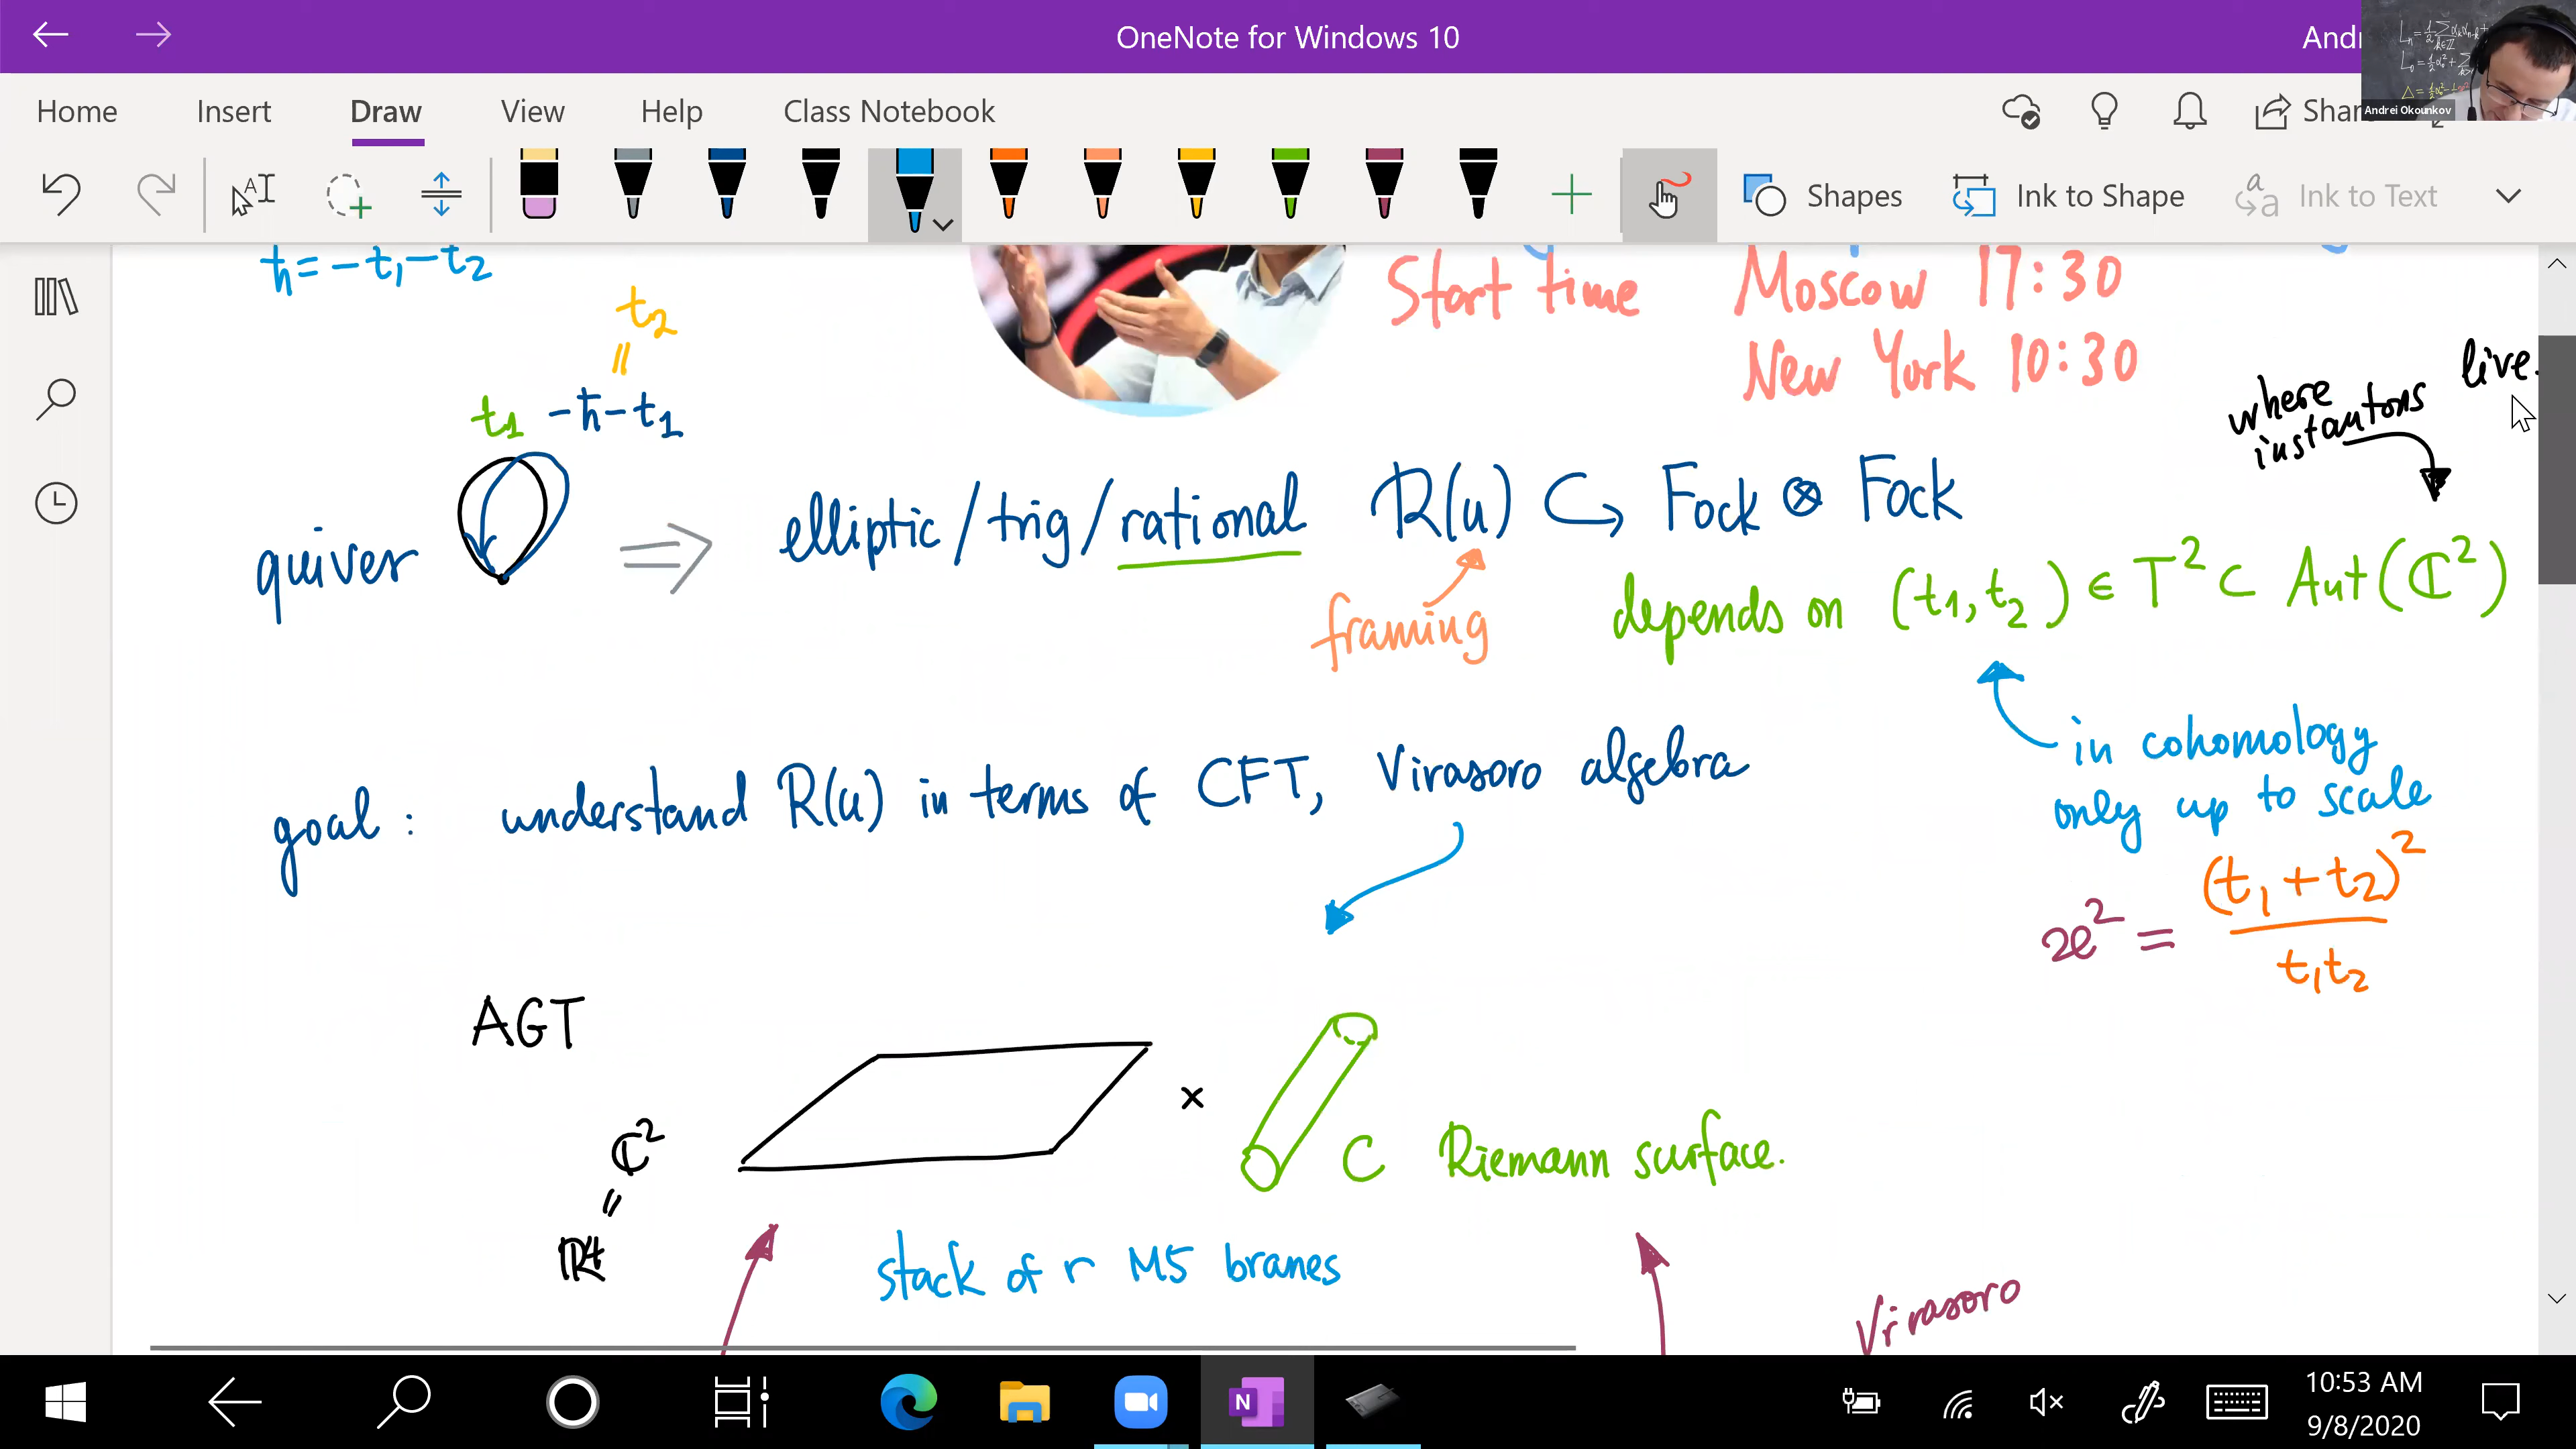 OneNote for Windows 10
Andr
Home Insert Draw View Help Class Notebook
Shar
Andrei Okounkov
Shapes
Ink to Shape
Ink to Text
ħ = -t₁-t₂
Start time Moscow 17:30
New York 10:30
t₂
=
t₁ -ħ-t₁
where instantons live.
quiver ⇒ elliptic/trig/rational R(u) ↪ Fock ⊗ Fock
framing
depends on (t₁,t₂) ∈ T² ⊂ Aut(ℂ²)
in cohomology
only up to scale
goal: understand R(u) in terms of CFT, Virasoro algebra
æ² = (t₁+t₂)² / t₁t₂
AGT
×
ℂ²
=
ℝ⁴
C Riemann surface.
stack of r M5 branes
Virasoro
10:53 AM
9/8/2020